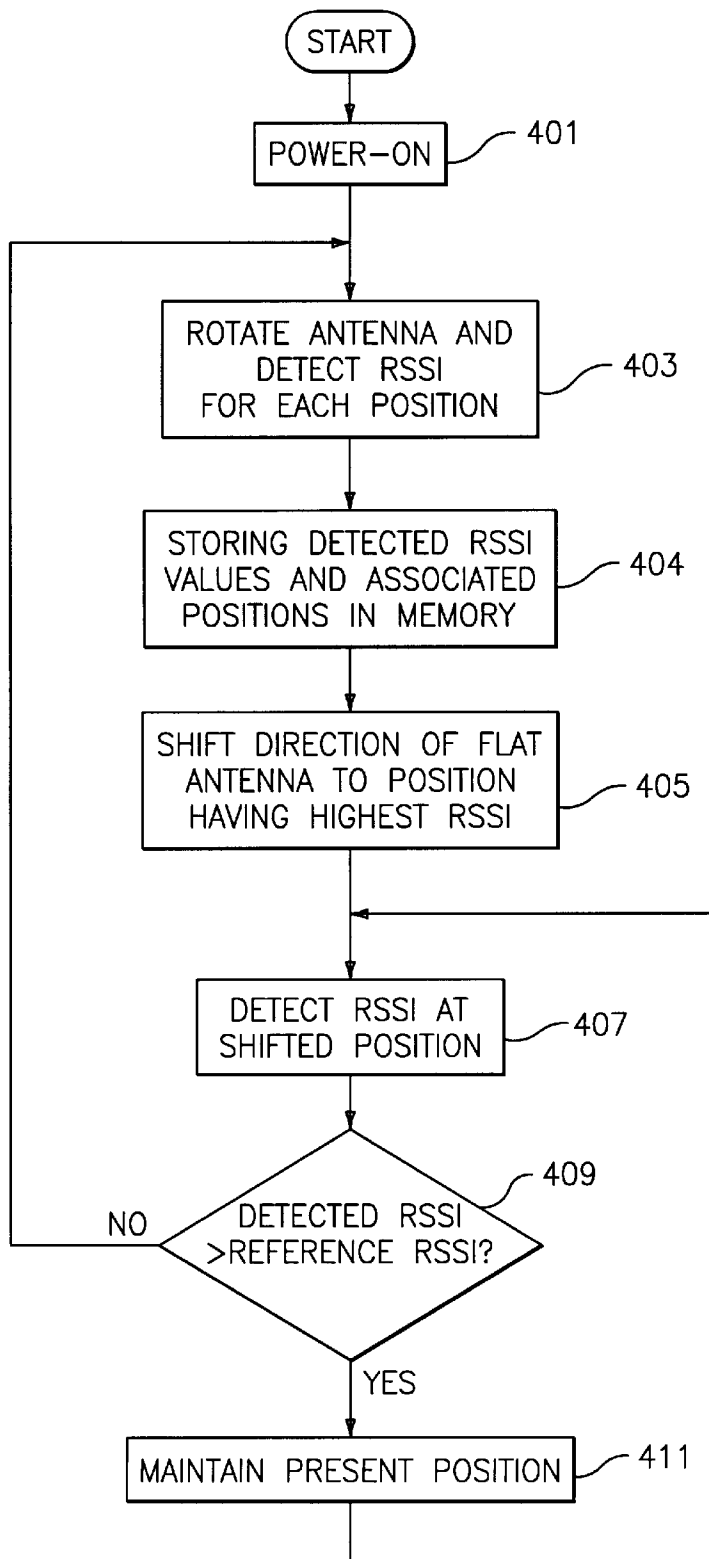 START
POWER-ON
401
ROTATE ANTENNA AND
DETECT RSSI
FOR EACH POSITION
403
STORING DETECTED RSSI
VALUES AND ASSOCIATED
POSITIONS IN MEMORY
404
SHIFT DIRECTION OF FLAT
ANTENNA TO POSITION
HAVING HIGHEST RSSI
405
DETECT RSSI AT
SHIFTED POSITION
407
409
DETECTED RSSI
>REFERENCE RSSI?
NO
YES
MAINTAIN PRESENT POSITION
411